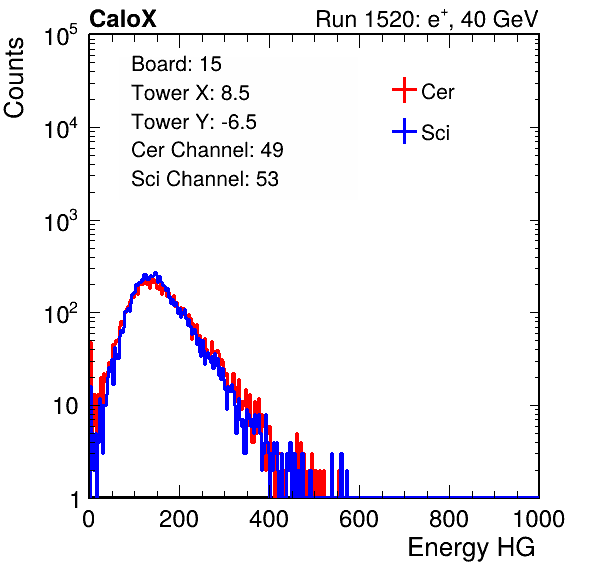 CaloX Run 1520: e⁺, 40 GeV
Counts
Board: 15
Tower X: 8.5
Tower Y: -6.5
Cer Channel: 49
Sci Channel: 53
Cer
Sci
10⁵
10⁴
10³
10²
10
1
0 200 400 600 800 1000
Energy HG